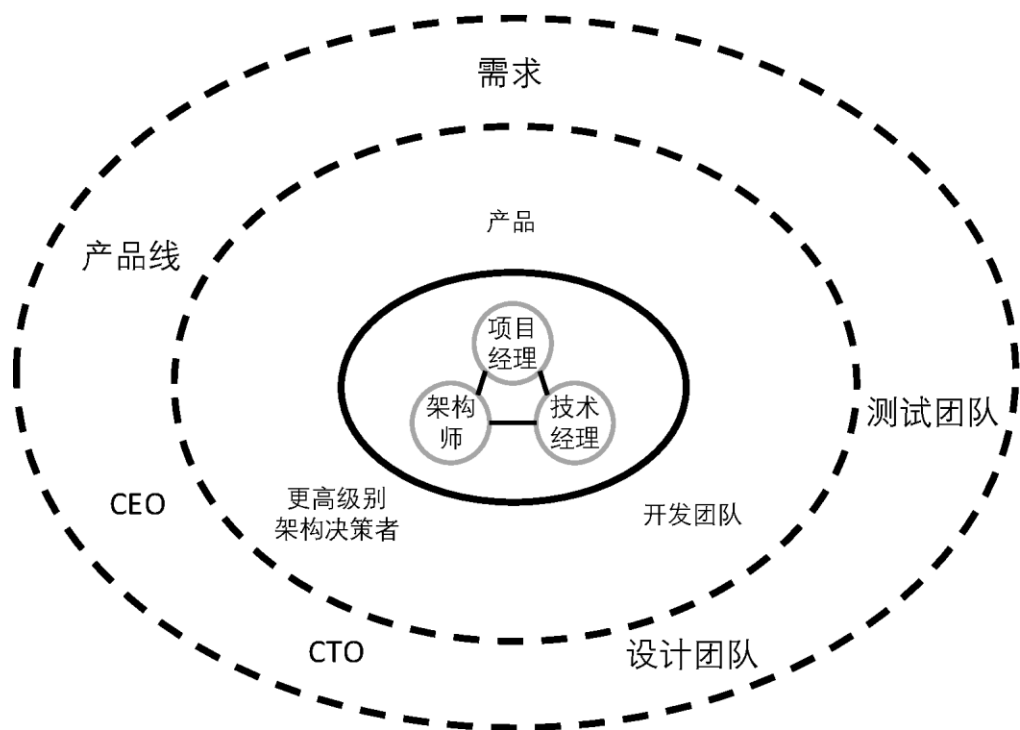 需求
产品线
产品
项目
经理
架构
师
技术
经理
测试团队
CEO
更高级别
架构决策者
开发团队
CTO
设计团队